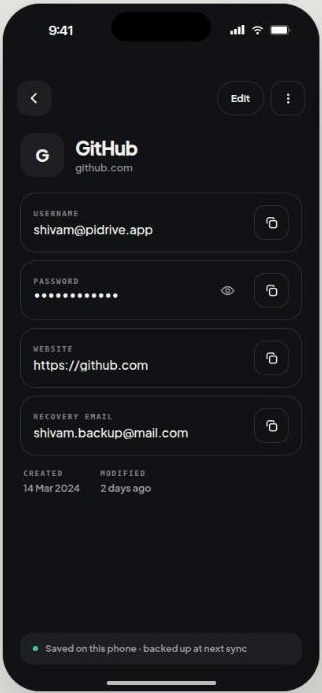 9:41
Edit
G
GitHub
github.com
USERNAME
shivam@pidrive.app
PASSWORD
••••••••••••
WEBSITE
https://github.com
RECOVERY EMAIL
shivam.backup@mail.com
CREATED MODIFIED
14 Mar 2024 2 days ago
Saved on this phone · backed up at next sync